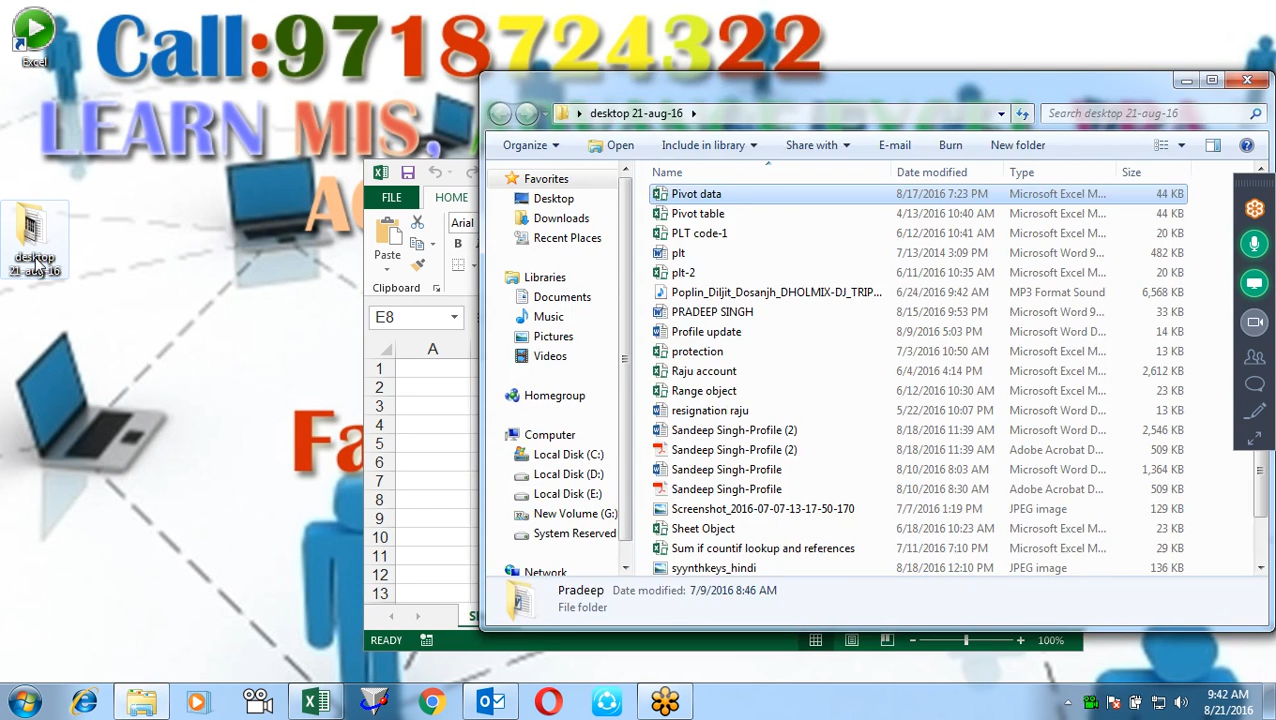 Call:9718724322
LEARN MIS,
Fa
Excel
desktop
21-aug-16
FILE
HOME
Arial
Paste
B
Clipboard
E8
A
1
2
3
4
5
6
7
8
9
10
11
12
13
READY
100%
desktop 21-aug-16
Search desktop 21-aug-16
Organize
Open
Include in library
Share with
E-mail
Burn
New folder
Favorites
Desktop
Downloads
Recent Places
Libraries
Documents
Music
Pictures
Videos
Homegroup
Computer
Local Disk (C:)
Local Disk (D:)
Local Disk (E:)
New Volume (G:)
System Reserved
Network
Name Date modified Type Size
Pivot data 8/17/2016 7:23 PM Microsoft Excel M... 44 KB
Pivot table 4/13/2016 10:40 AM Microsoft Excel M... 44 KB
PLT code-1 6/12/2016 10:41 AM Microsoft Excel M... 20 KB
plt 7/13/2014 3:09 PM Microsoft Word 9... 482 KB
plt-2 6/11/2016 10:35 AM Microsoft Excel M... 20 KB
Poplin_Diljit_Dosanjh_DHOLMIX-DJ_TRIP... 6/24/2016 9:42 AM MP3 Format Sound 6,568 KB
PRADEEP SINGH 8/15/2016 9:53 PM Microsoft Word 9... 33 KB
Profile update 8/9/2016 5:03 PM Microsoft Word D... 14 KB
protection 7/3/2016 10:50 AM Microsoft Excel M... 13 KB
Raju account 6/4/2016 4:14 PM Microsoft Excel M... 2,612 KB
Range object 6/12/2016 10:30 AM Microsoft Excel M... 23 KB
resignation raju 5/22/2016 10:07 PM Microsoft Word D... 13 KB
Sandeep Singh-Profile (2) 8/18/2016 11:39 AM Microsoft Word D... 2,546 KB
Sandeep Singh-Profile (2) 8/18/2016 11:39 AM Adobe Acrobat D... 509 KB
Sandeep Singh-Profile 8/10/2016 8:03 AM Microsoft Word D... 1,364 KB
Sandeep Singh-Profile 8/10/2016 8:30 AM Adobe Acrobat D... 509 KB
Screenshot_2016-07-07-13-17-50-170 7/7/2016 1:19 PM JPEG image 129 KB
Sheet Object 6/18/2016 10:23 AM Microsoft Excel M... 23 KB
Sum if countif lookup and references 7/11/2016 7:10 PM Microsoft Excel M... 29 KB
syynthkeys_hindi 8/18/2016 12:10 PM JPEG image 136 KB
Pradeep Date modified: 7/9/2016 8:46 AM
File folder
9:42 AM
8/21/2016